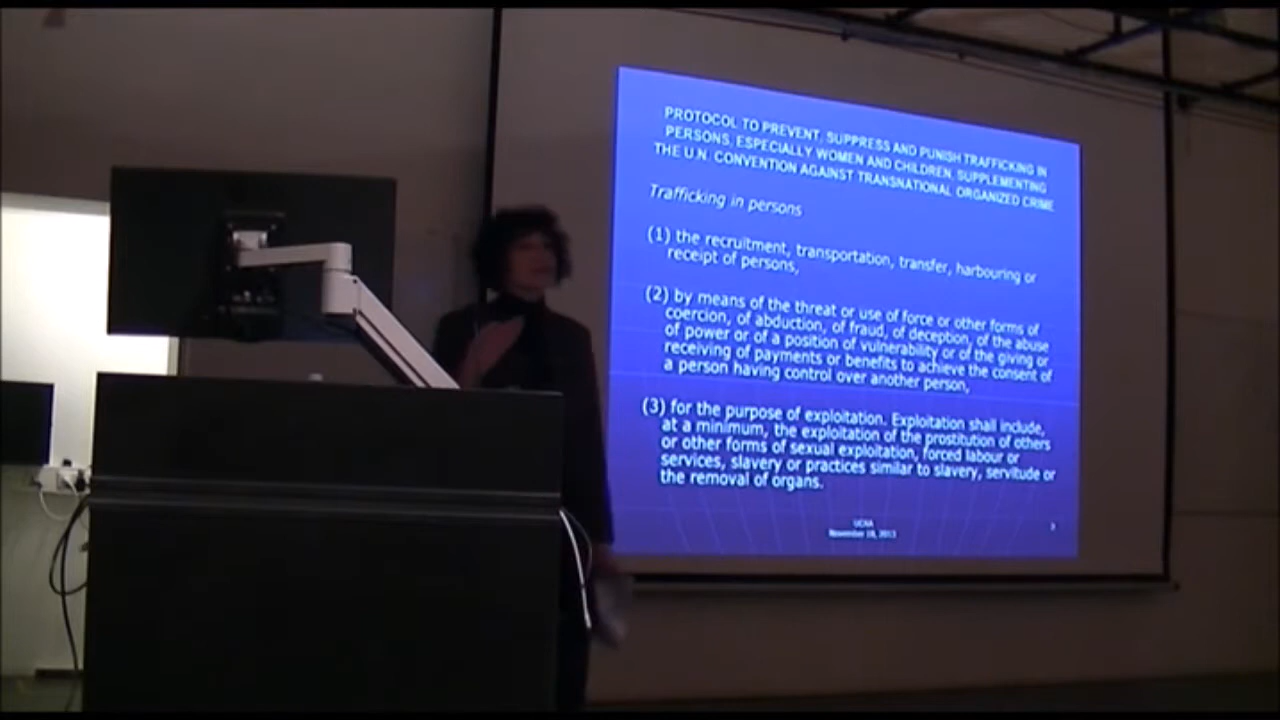 PROTOCOL TO PREVENT, SUPPRESS AND PUNISH TRAFFICKING IN
PERSONS, ESPECIALLY WOMEN AND CHILDREN, SUPPLEMENTING
THE U.N. CONVENTION AGAINST TRANSNATIONAL ORGANIZED CRIME
Trafficking in persons
(1) the recruitment, transportation, transfer, harbouring or
receipt of persons,
(2) by means of the threat or use of force or other forms of
coercion, of abduction, of fraud, of deception, of the abuse
of power or of a position of vulnerability or of the giving or
receiving of payments or benefits to achieve the consent of
a person having control over another person,
(3) for the purpose of exploitation. Exploitation shall include,
at a minimum, the exploitation of the prostitution of others
or other forms of sexual exploitation, forced labour or
services, slavery or practices similar to slavery, servitude or
the removal of organs.
November 18, 2013